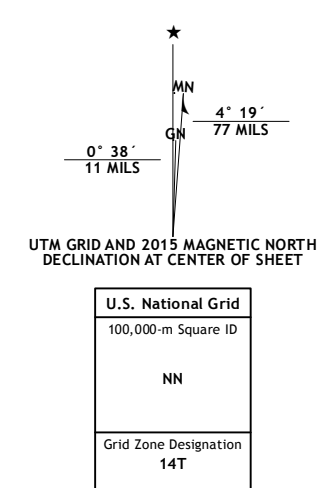 ★
MN
4° 19´
77 MILS
GN
0° 38´
11 MILS
UTM GRID AND 2015 MAGNETIC NORTH
DECLINATION AT CENTER OF SHEET
U.S. National Grid
100,000-m Square ID
NN
Grid Zone Designation
14T